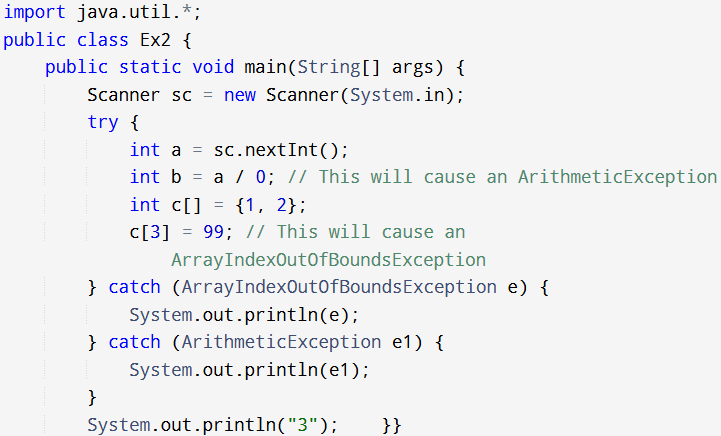 import java.util.*;
public class Ex2 {
    public static void main(String[] args) {
        Scanner sc = new Scanner(System.in);
        try {
            int a = sc.nextInt();
            int b = a / 0; // This will cause an ArithmeticException
            int c[] = {1, 2};
            c[3] = 99; // This will cause an
                ArrayIndexOutOfBoundsException
        } catch (ArrayIndexOutOfBoundsException e) {
            System.out.println(e);
        } catch (ArithmeticException e1) {
            System.out.println(e1);
        }
        System.out.println("3");    }}